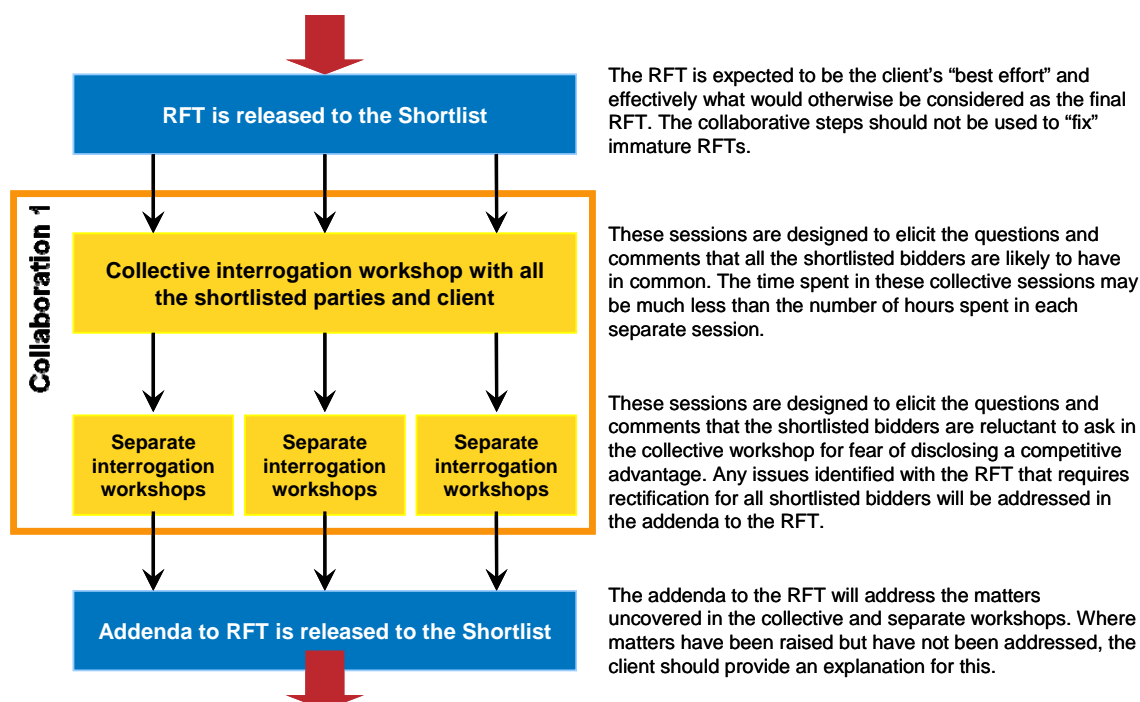 RFT is released to the Shortlist
The RFT is expected to be the client’s “best effort” and
effectively what would otherwise be considered as the final
RFT. The collaborative steps should not be used to “fix”
immature RFTs.
Collaboration 1
Collective interrogation workshop with all
the shortlisted parties and client
These sessions are designed to elicit the questions and
comments that all the shortlisted bidders are likely to have
in common. The time spent in these collective sessions may
be much less than the number of hours spent in each
separate session.
Separate
interrogation
workshops
Separate
interrogation
workshops
Separate
interrogation
workshops
These sessions are designed to elicit the questions and
comments that the shortlisted bidders are reluctant to ask in
the collective workshop for fear of disclosing a competitive
advantage. Any issues identified with the RFT that requires
rectification for all shortlisted bidders will be addressed in
the addenda to the RFT.
Addenda to RFT is released to the Shortlist
The addenda to the RFT will address the matters
uncovered in the collective and separate workshops. Where
matters have been raised but have not been addressed, the
client should provide an explanation for this.